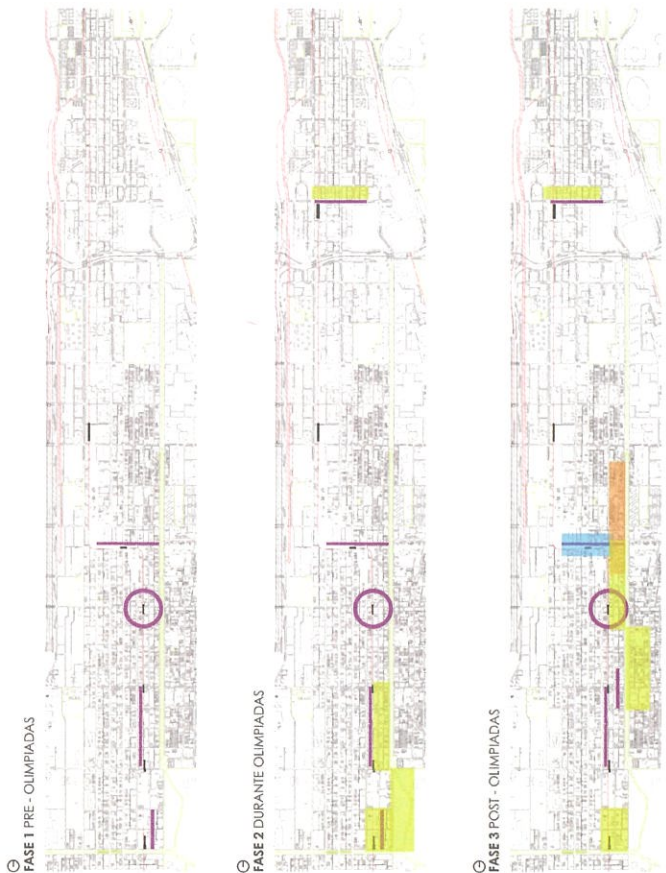 FASE 1 PRE - OLIMPIADAS
FASE 2 DURANTE OLIMPIADAS
FASE 3 POST - OLIMPIADAS